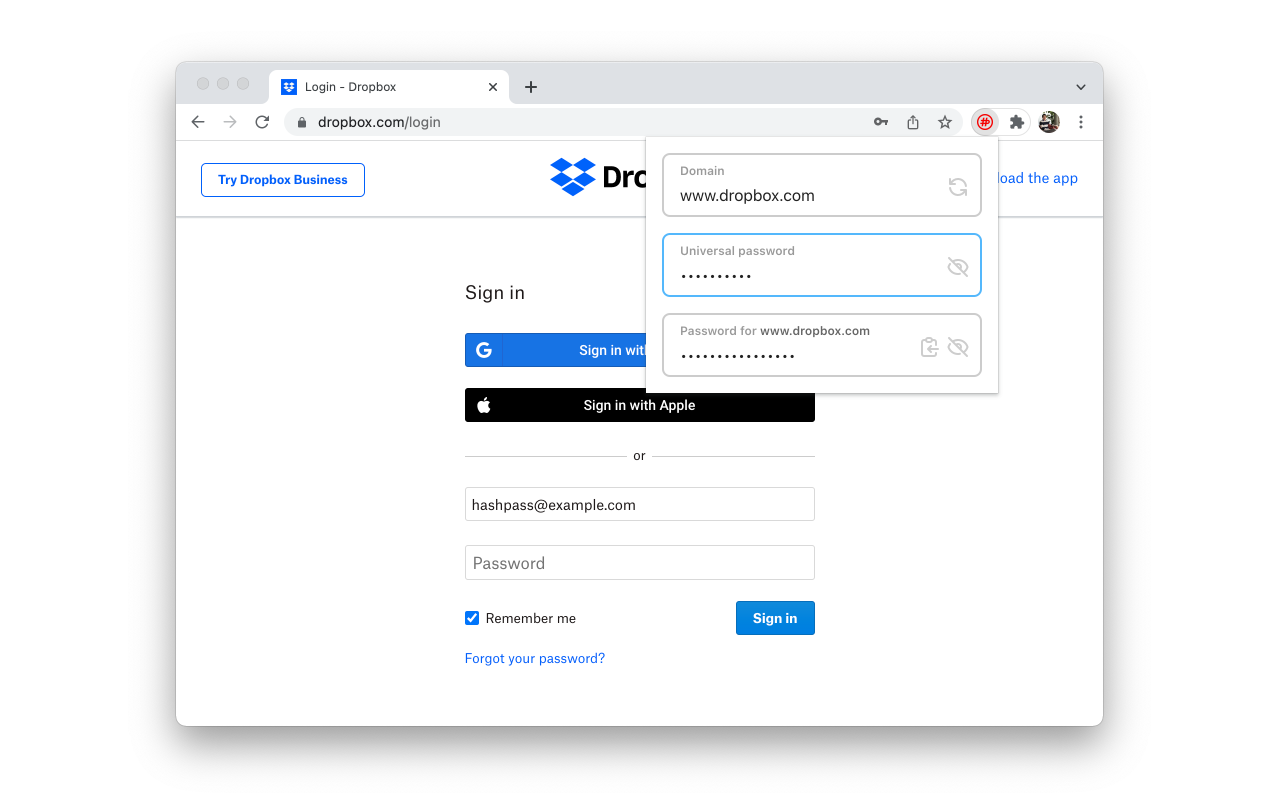 Login - Dropbox
dropbox.com/login
Try Dropbox Business
Dro
load the app
Domain
www.dropbox.com
Universal password
••••••••••
Password for www.dropbox.com
••••••••••••••••
Sign in
G
Sign in with
Sign in with Apple
or
hashpass@example.com
Password
Remember me
Sign in
Forgot your password?